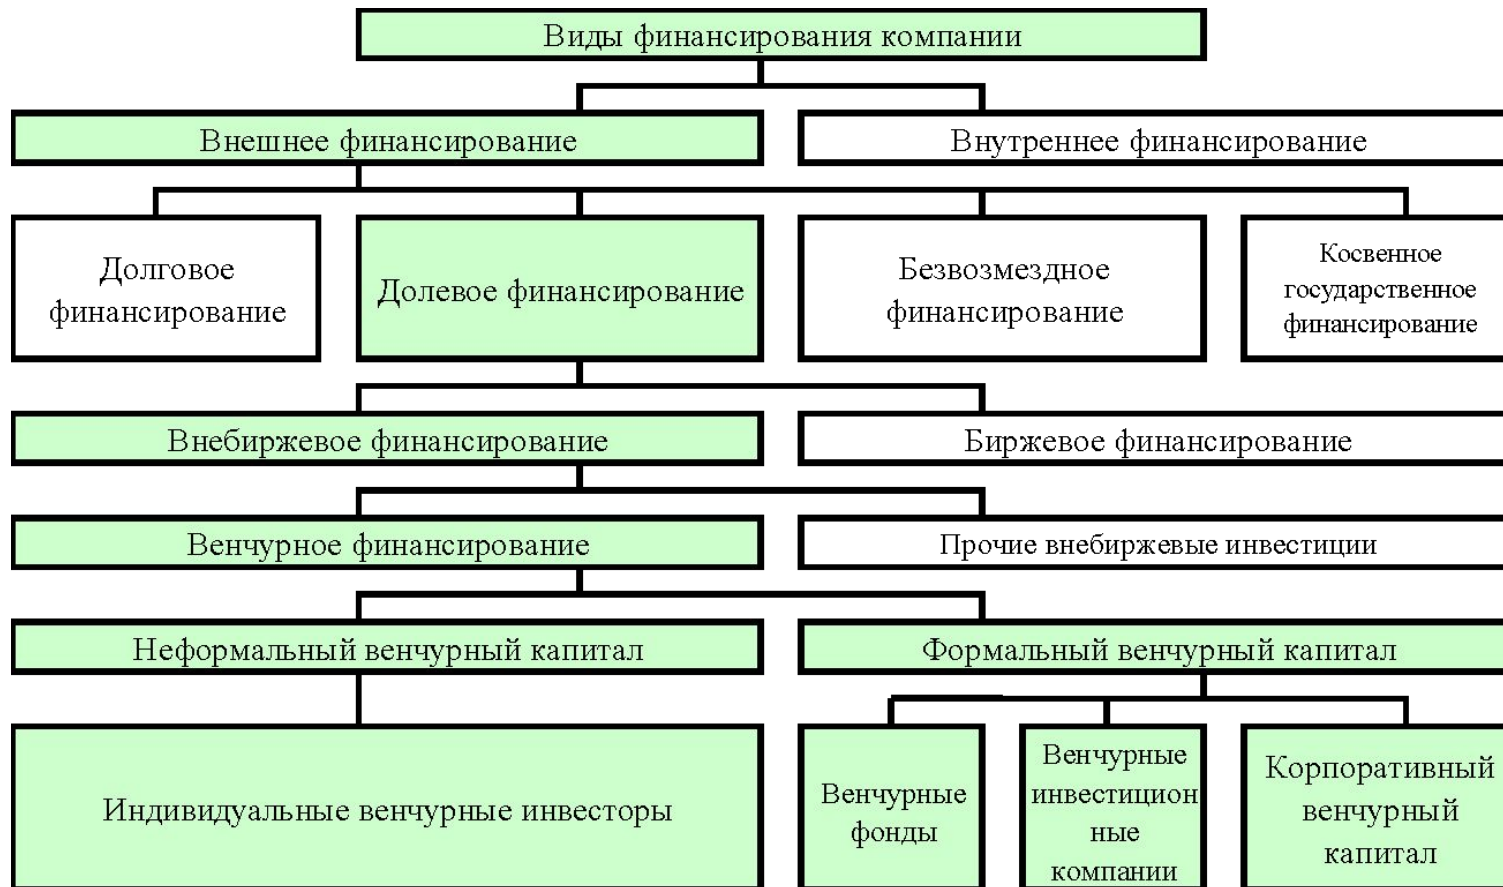 Виды финансирования компании
Внешнее финансирование
Внутреннее финансирование
Долговое
финансирование
Долевое финансирование
Безвозмездное
финансирование
Косвенное
государственное
финансирование
Внебиржевое финансирование
Биржевое финансирование
Венчурное финансирование
Прочие внебиржевые инвестиции
Неформальный венчурный капитал
Формальный венчурный капитал
Индивидуальные венчурные инвесторы
Венчурные
фонды
Венчурные
инвестицион
ные
компании
Корпоративный
венчурный
капитал